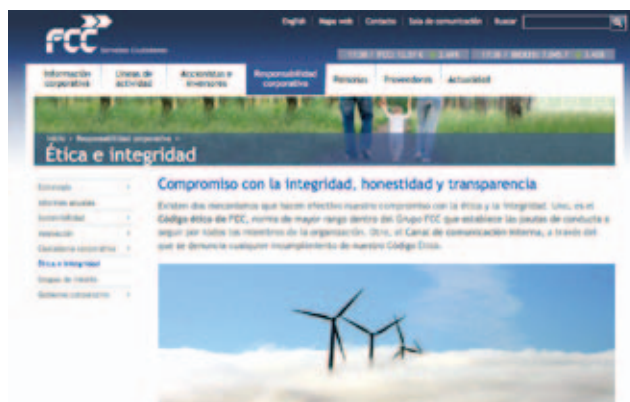 English | Mapa web | Contacto | Sala de comunicación | Buscar
FCC Servicios Ciudadanos
Información corporativa
Líneas de actividad
Accionistas e inversores
Responsabilidad corporativa
Personas
Proveedores
Actualidad
Inicio > Responsabilidad corporativa >
Ética e integridad
Estrategia
Informes anuales
Sostenibilidad
Innovación
Ciudadanía corporativa
Ética e integridad
Grupos de interés
Gobierno corporativo
Compromiso con la integridad, honestidad y transparencia
Existen dos mecanismos que hacen efectivo nuestro compromiso con la ética y la integridad. Uno, es el
Código ético de FCC, norma de mayor rango dentro del Grupo FCC que establece las pautas de conducta a
seguir por todos los miembros de la organización. Otro, el Canal de comunicación interna, a través del
que se denuncia cualquier incumplimiento de nuestro Código Ético.